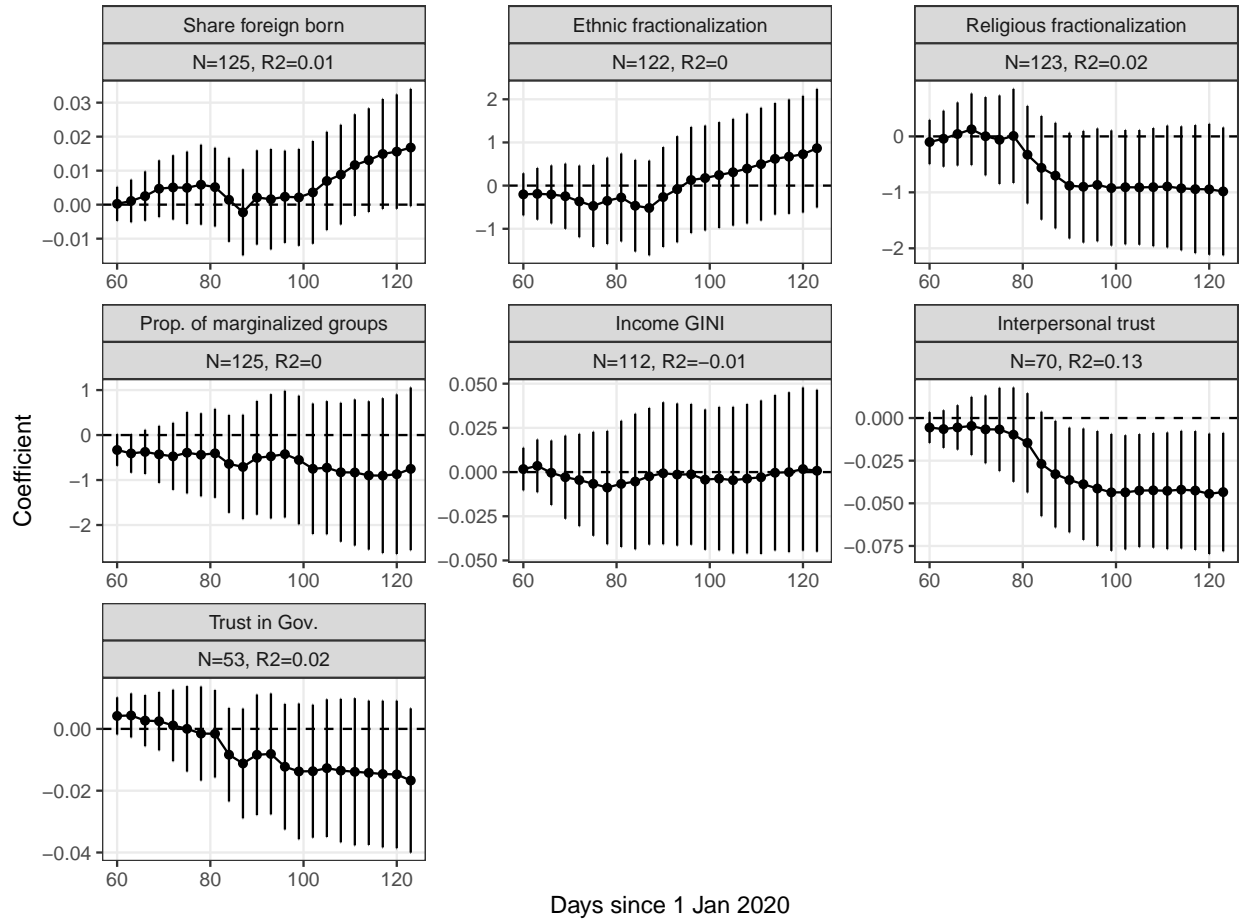 Share foreign born
N=125, R2=0.01
0.03
0.02
0.01
0.00
−0.01
60 80 100 120
Ethnic fractionalization
N=122, R2=0
2
1
0
−1
60 80 100 120
Religious fractionalization
N=123, R2=0.02
0
−1
−2
60 80 100 120
Prop. of marginalized groups
N=125, R2=0
1
0
−1
−2
60 80 100 120
Income GINI
N=112, R2=−0.01
0.050
0.025
0.000
−0.025
−0.050
60 80 100 120
Interpersonal trust
N=70, R2=0.13
0.000
−0.025
−0.050
−0.075
60 80 100 120
Trust in Gov.
N=53, R2=0.02
0.00
−0.02
−0.04
60 80 100 120
Coefficient
Days since 1 Jan 2020